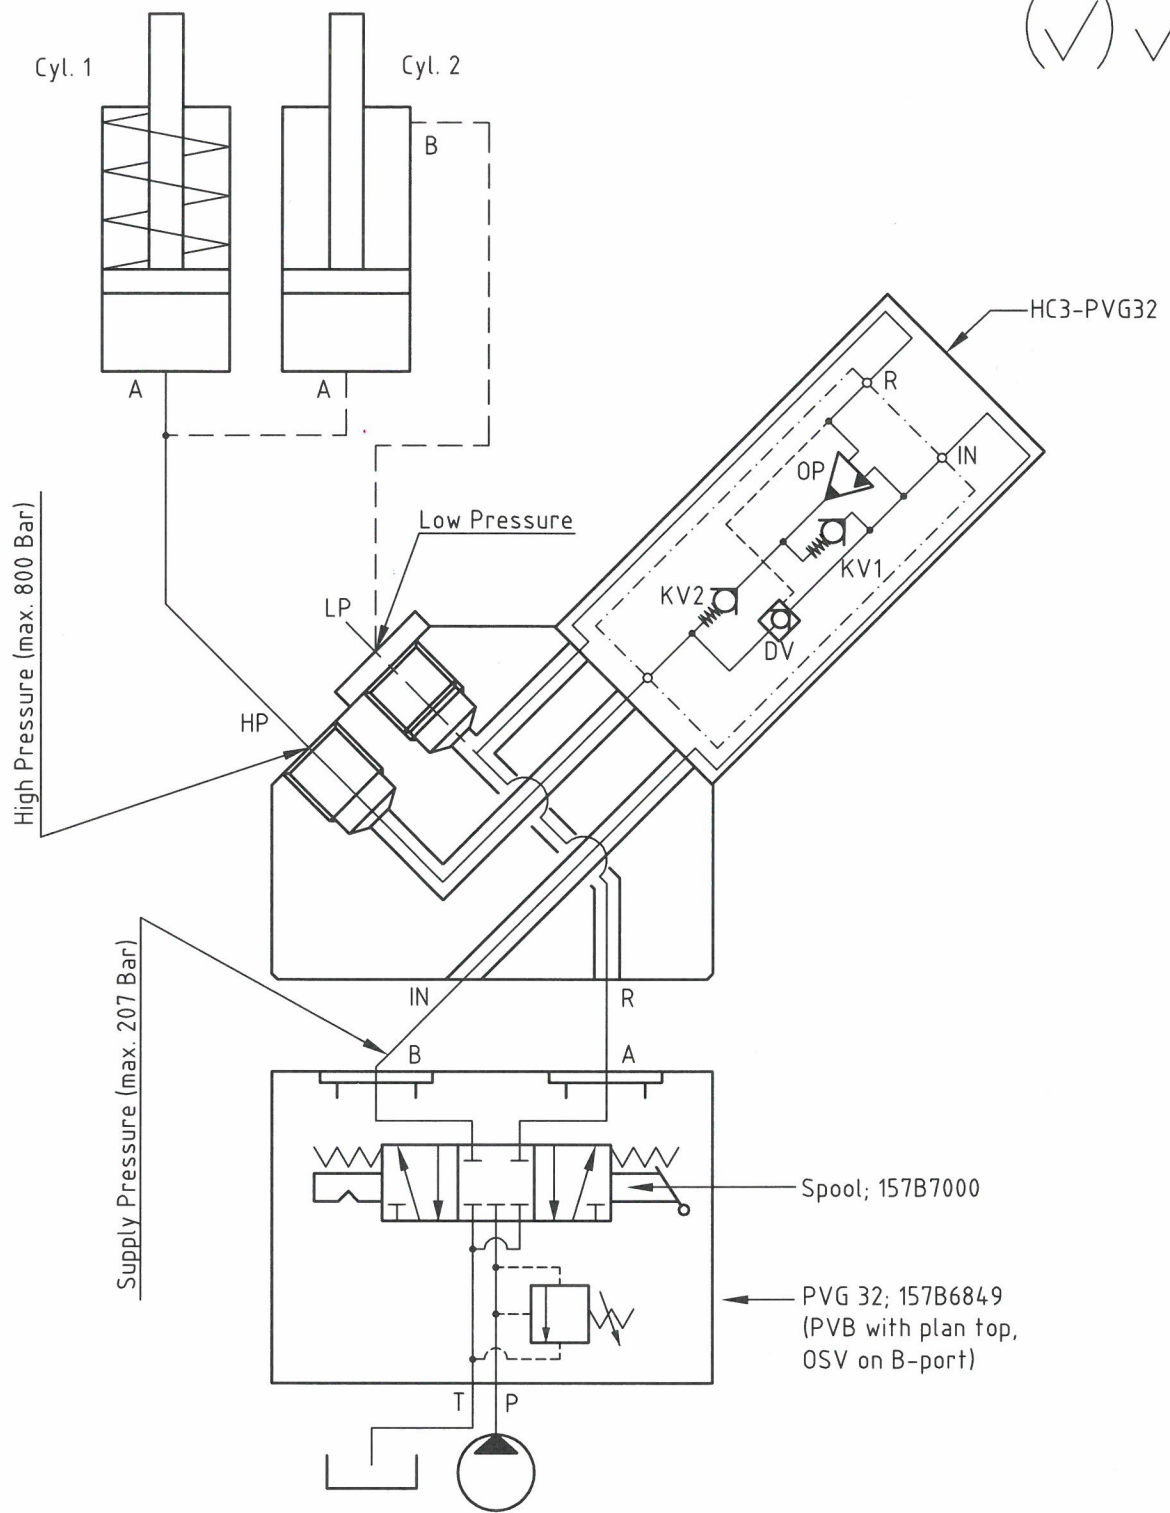 Cyl. 1
Cyl. 2
B
A
A
HC3-PVG32
R
IN
OP
KV1
KV2
DV
Low Pressure
LP
HP
High Pressure (max. 800 Bar)
IN
R
Supply Pressure (max. 207 Bar)
B
A
Spool; 157B7000
PVG 32; 157B6849
(PVB with plan top,
OSV on B-port)
T
P